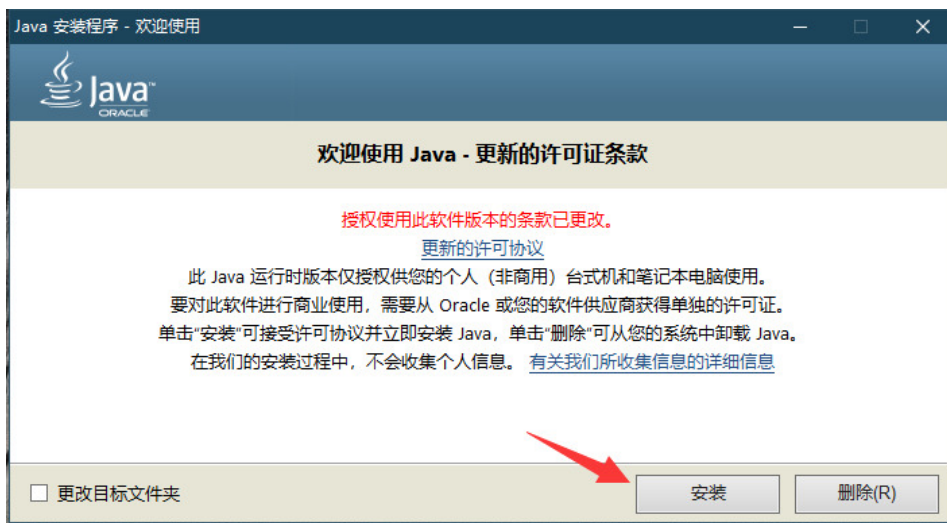 Java 安装程序 - 欢迎使用
Java™
ORACLE
欢迎使用 Java - 更新的许可证条款
授权使用此软件版本的条款已更改。
更新的许可协议
此 Java 运行时版本仅授权供您的个人（非商用）台式机和笔记本电脑使用。
要对此软件进行商业使用，需要从 Oracle 或您的软件供应商获得单独的许可证。
单击“安装”可接受许可协议并立即安装 Java，单击“删除”可从您的系统中卸载 Java。
在我们的安装过程中，不会收集个人信息。 有关我们所收集信息的详细信息
更改目标文件夹 安装 删除(R)